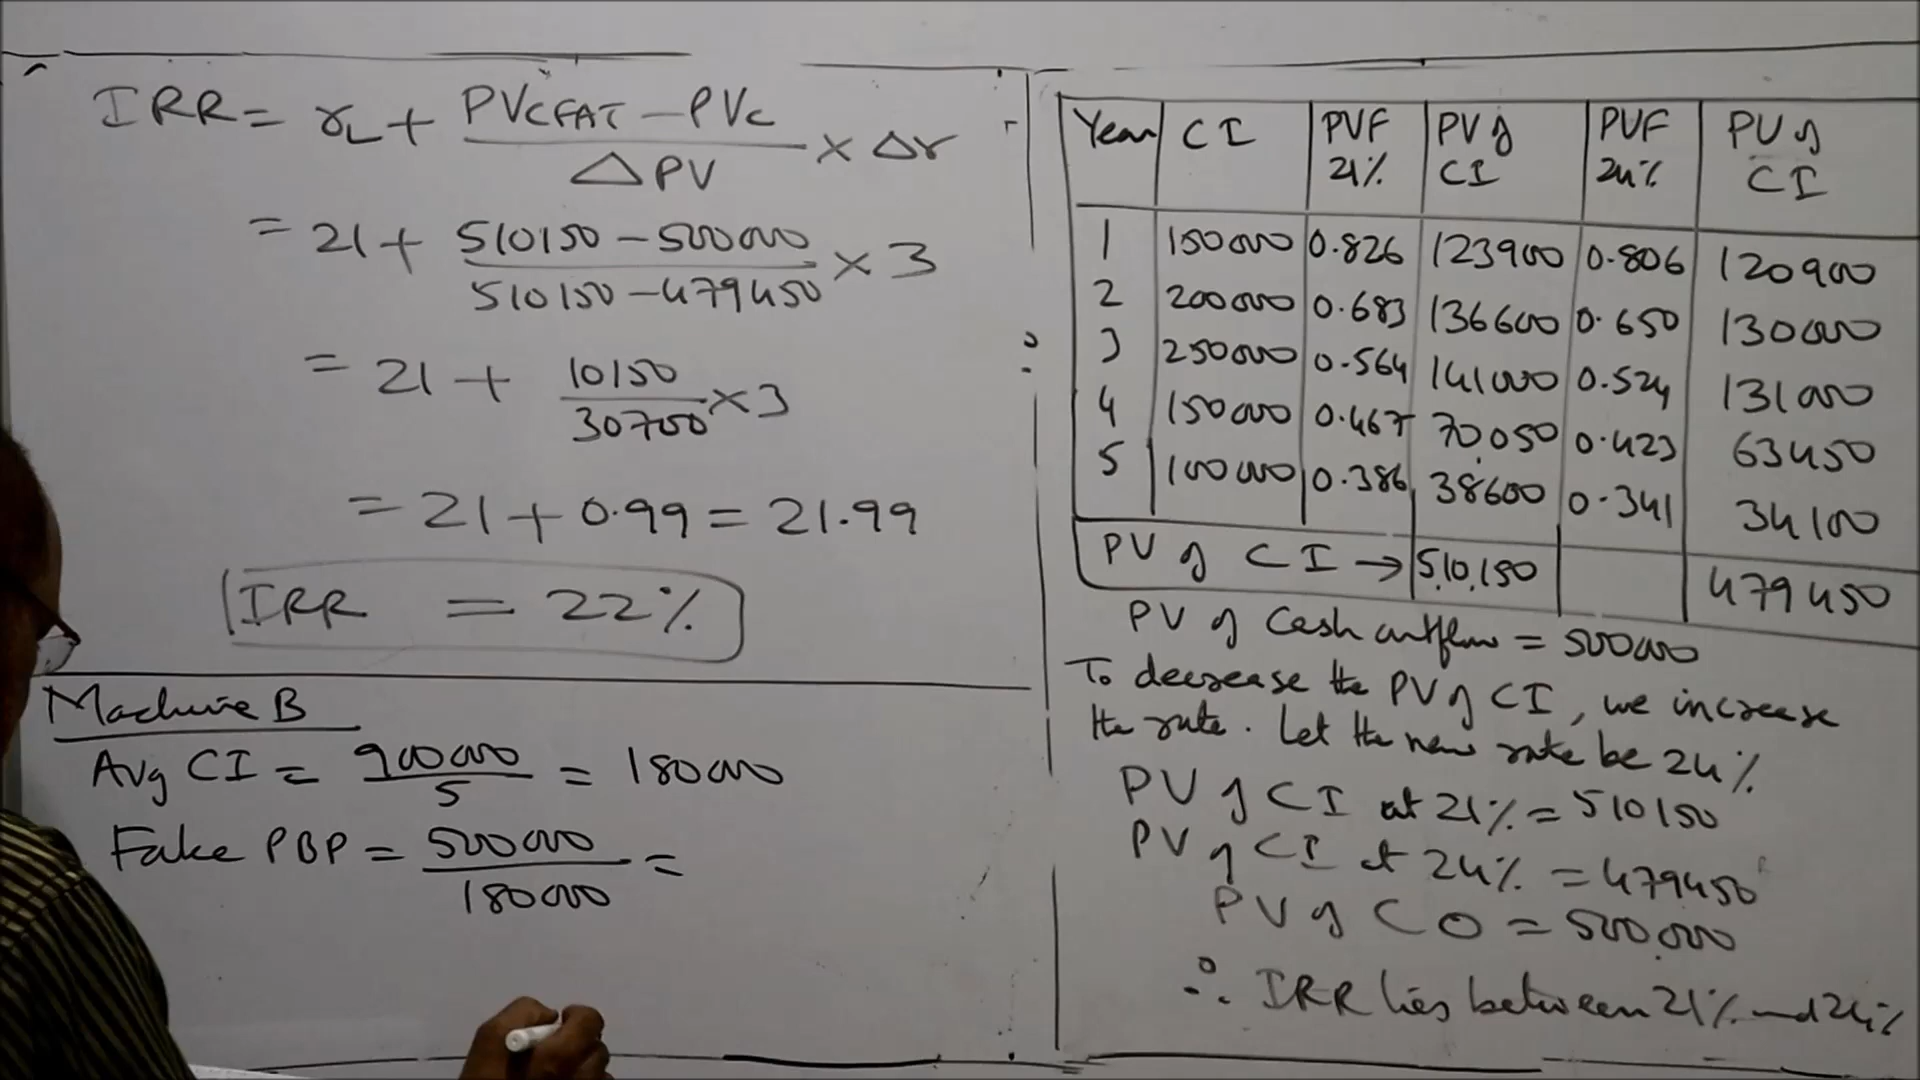 IRR = rL + PVCFAT − PVC / ΔPV × Δr
= 21 + 510150 − 500000 / 510150 − 479450 × 3
= 21 + 10150 / 30700 × 3
= 21 + 0.99 = 21.99
IRR = 22%
Machine B
Avg CI = 900000 / 5 = 180000
Fake PBP = 500000 / 180000 =
Year CI PVF 21% PV of CI PVF 24% PV of CI
1 150000 0.826 123900 0.806 120900
2 200000 0.683 136600 0.650 130000
3 250000 0.564 141000 0.524 131000
4 150000 0.467 70,050 0.423 63450
5 100000 0.386 38600 0.341 34100
PV of CI → 5,10,150 479450
PV of Cash outflow = 500000
To decrease the PV of CI, we increase
the rate. Let the new rate be 24%
PV of CI at 21% = 510150
PV of CI at 24% = 479450
PV of CO = 500,000
∴ IRR lies between 21% and 24%